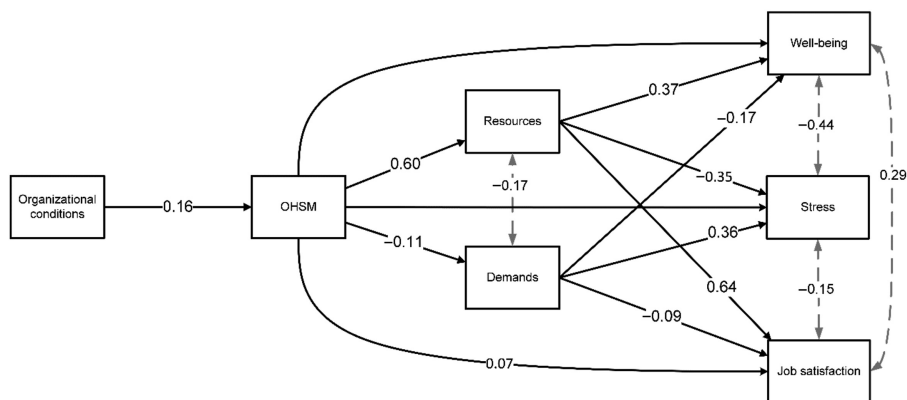 Well-being
0.37
−0.17
Resources
−0.44
0.60
−0.17
−0.35
0.29
Organizational
conditions
0.16
OHSM
Stress
−0.11
0.36
Demands
−0.15
0.64
−0.09
0.07
Job satisfaction